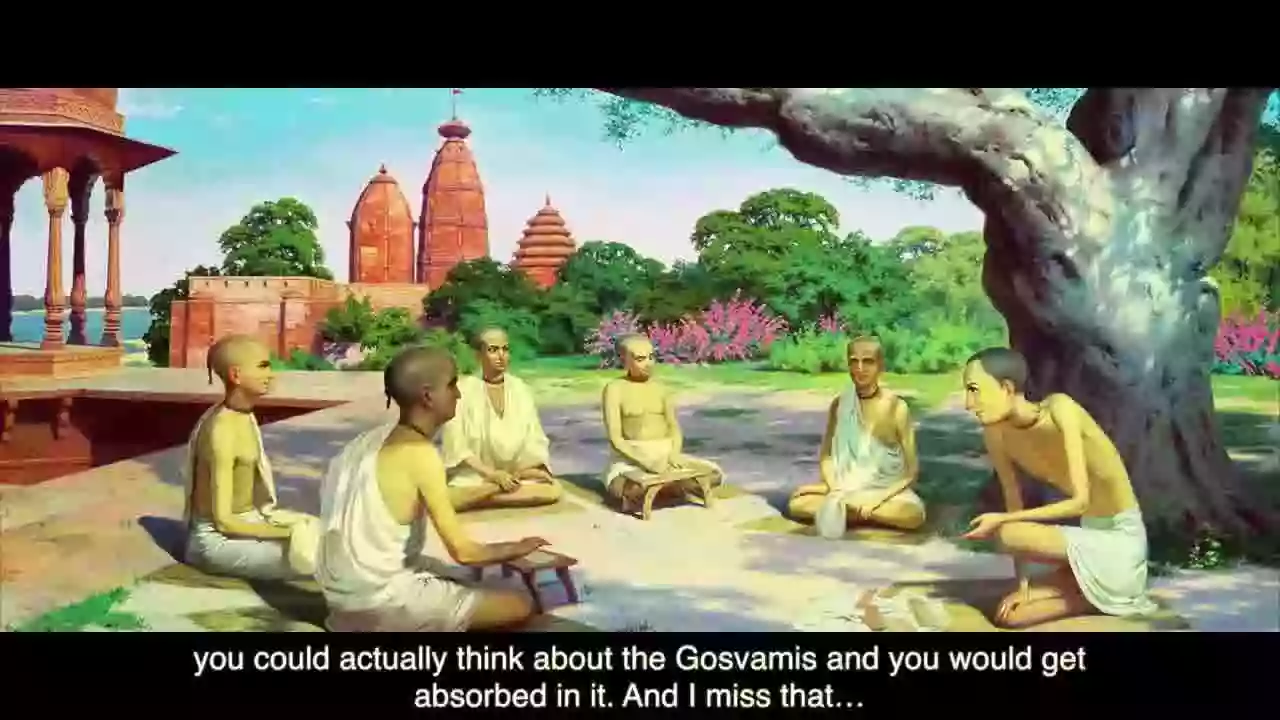 you could actually think about the Gosvamis and you would get
absorbed in it. And I miss that...